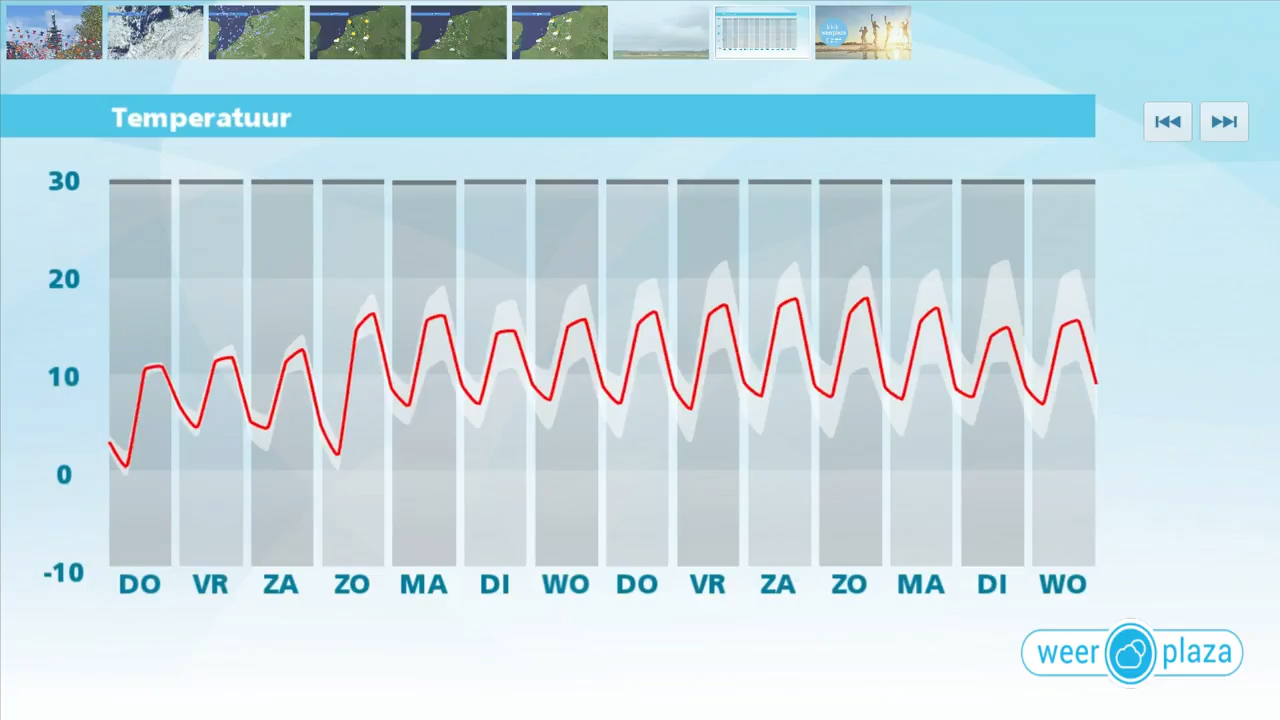 Temperatuur
30
20
10
0
-10
DO VR ZA ZO MA DI WO DO VR ZA ZO MA DI WO
weer plaza